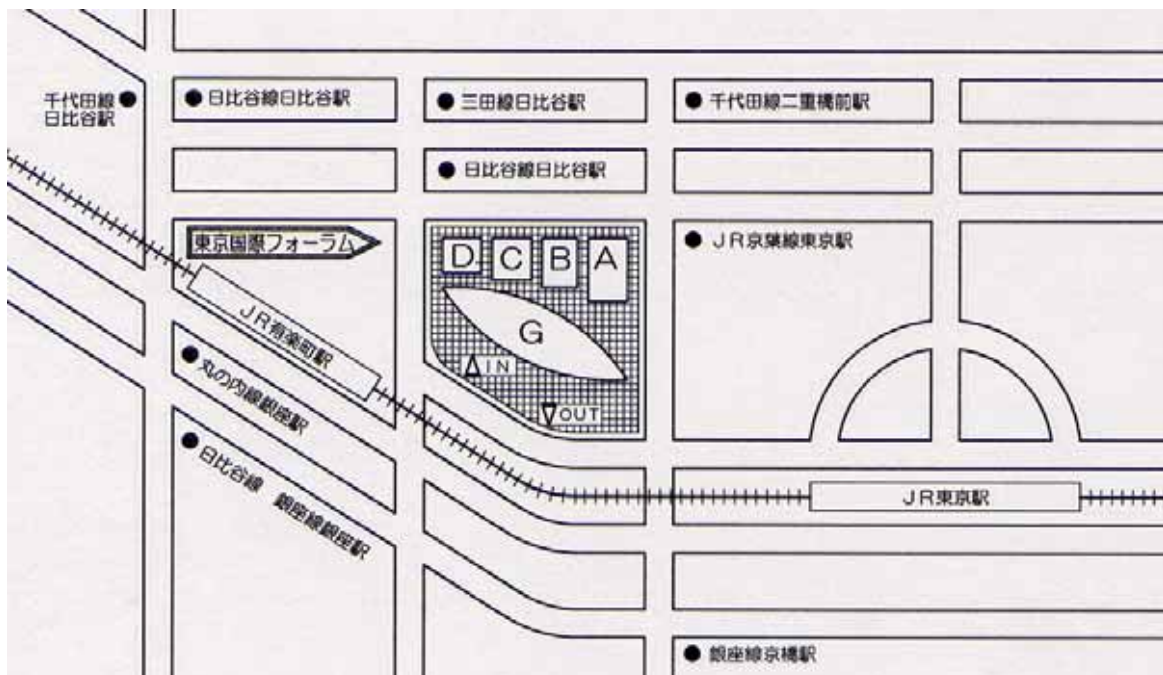 千代田線
日比谷駅
日比谷線日比谷駅
三田線日比谷駅
千代田線二重橋前駅
日比谷線日比谷駅
東京国際フォーラム
D C B A
JR京葉線東京駅
G
JR有楽町駅
IN
丸の内線銀座駅
OUT
日比谷線 銀座線銀座駅
JR東京駅
銀座線京橋駅